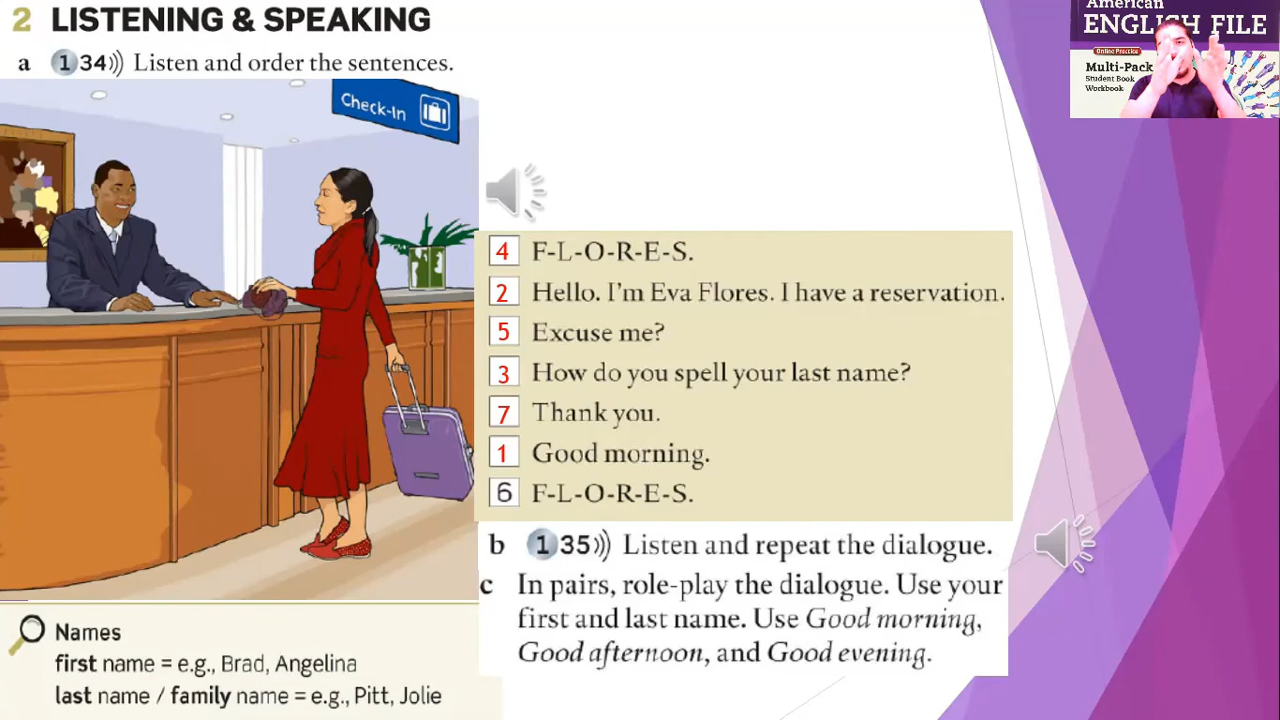 2 LISTENING & SPEAKING
a 1 34 Listen and order the sentences.
Check-In
4 F-L-O-R-E-S.
2 Hello. I'm Eva Flores. I have a reservation.
5 Excuse me?
3 How do you spell your last name?
7 Thank you.
1 Good morning.
6 F-L-O-R-E-S.
b 1 35 Listen and repeat the dialogue.
c In pairs, role-play the dialogue. Use your
first and last name. Use Good morning,
Good afternoon, and Good evening.
Names
first name = e.g., Brad, Angelina
last name / family name = e.g., Pitt, Jolie
American
ENGLISH FILE
Online Practice
Multi-Pack
Student Book
Workbook